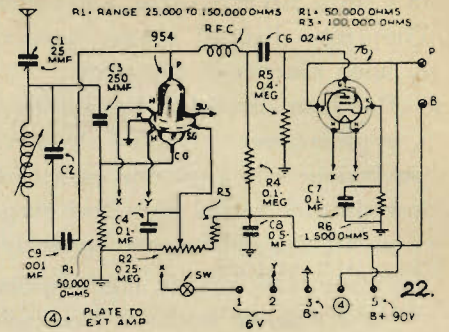 R1 - RANGE 25,000 TO 150,000 OHMS
R1 = 50,000 OHMS
R3 = 100,000 OHMS
C1
25
MMF
954
R F C
C6 .02 MF
76
P
B
C3
250
MMF
P
SU
H
K
H
SG
CG
X
Y
R5
0.4-
MEG
C2
R4
0.1-
MEG
X
Y
C4
0.1-
MF
R3
C7
0.1-
MF
R6
1,500 OHMS
C9
.001
MF
R1
50,000
OHMS
R2
0.25-
MEG
C8
0.5-
MF
X
SW
Y
1
2
3
B-
4
5
B+ 90V
6V
22.
4 = PLATE TO
EXT AMP